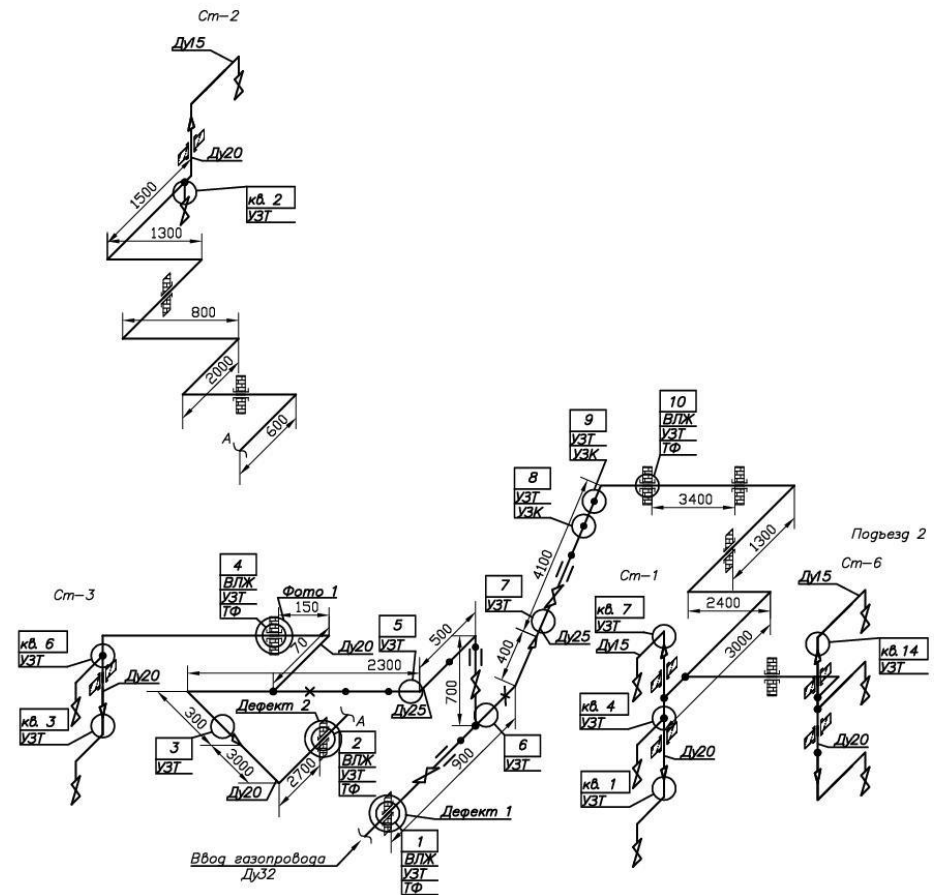 Ст-2
Ду15
Ду20
1500
кв. 2
УЗТ
1300
800
2000
600
А
9
УЗТ
УЗК
10
ВЛЖ
УЗТ
ТФ
8
УЗТ
УЗК
3400
4100
1300
Подъезд 2
Ст-6
Ду15
Ст-3
4
ВЛЖ
УЗТ
ТФ
Фото 1
150
70
Ду20
2300
5
УЗТ
500
7
УЗТ
Ду25
400
Ст-1
кв. 7
УЗТ
Ду15
2400
3000
кв.14
УЗТ
кв. 6
УЗТ
Ду20
кв. 3
УЗТ
300
3000
3
УЗТ
Ду20
Дефект 2
А
2700
2
ВЛЖ
УЗТ
ТФ
Ду25
700
900
6
УЗТ
кв. 4
УЗТ
Ду20
кв. 1
УЗТ
Ду20
Дефект 1
1
ВЛЖ
УЗТ
ТФ
Ввод газопровода
Ду32